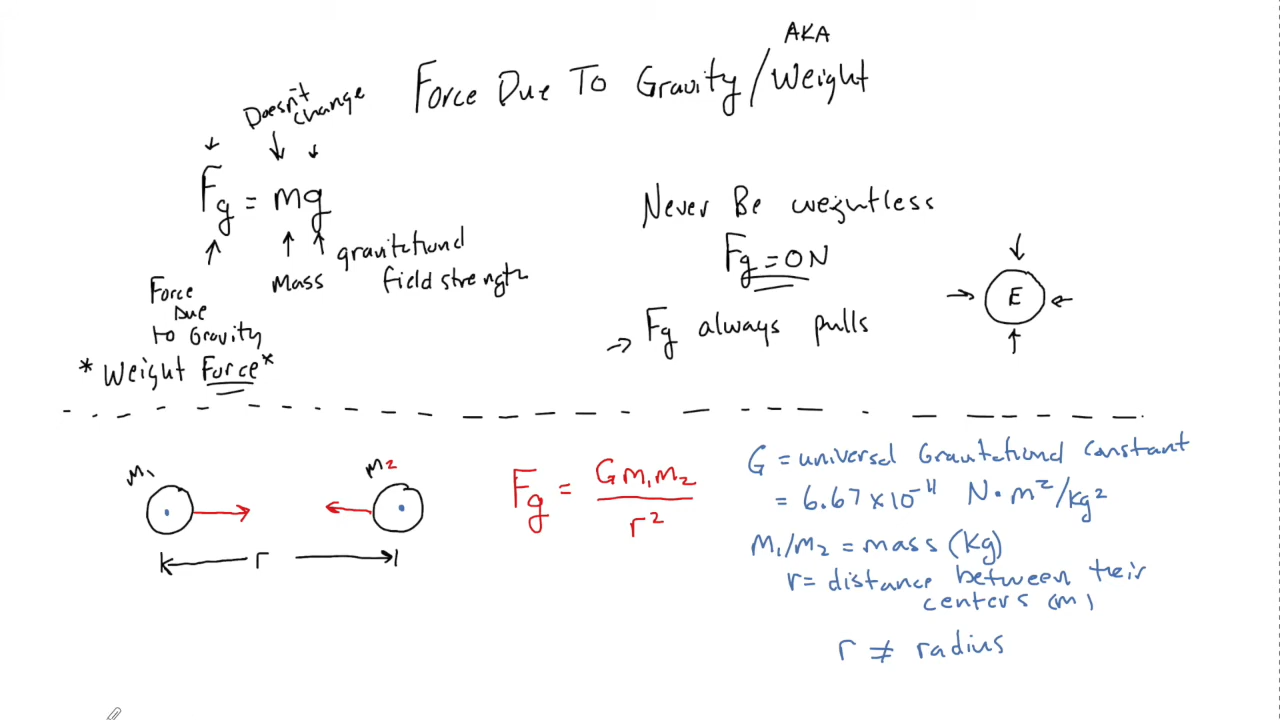 AKA
Force Due To Gravity/Weight
Doesn't
change
Fg = mg
Force
Due
to Gravity
*Weight Force*
Mass
gravitational
field strength
Never Be weightless
Fg = 0N
Fg always pulls
E
M1
M2
r
Fg = Gm1m2
r²
G = universal Gravitational constant
= 6.67 x 10⁻¹¹ N·m²/kg²
M1/M2 = mass (kg)
r = distance between their
centers (m)
r ≠ radius